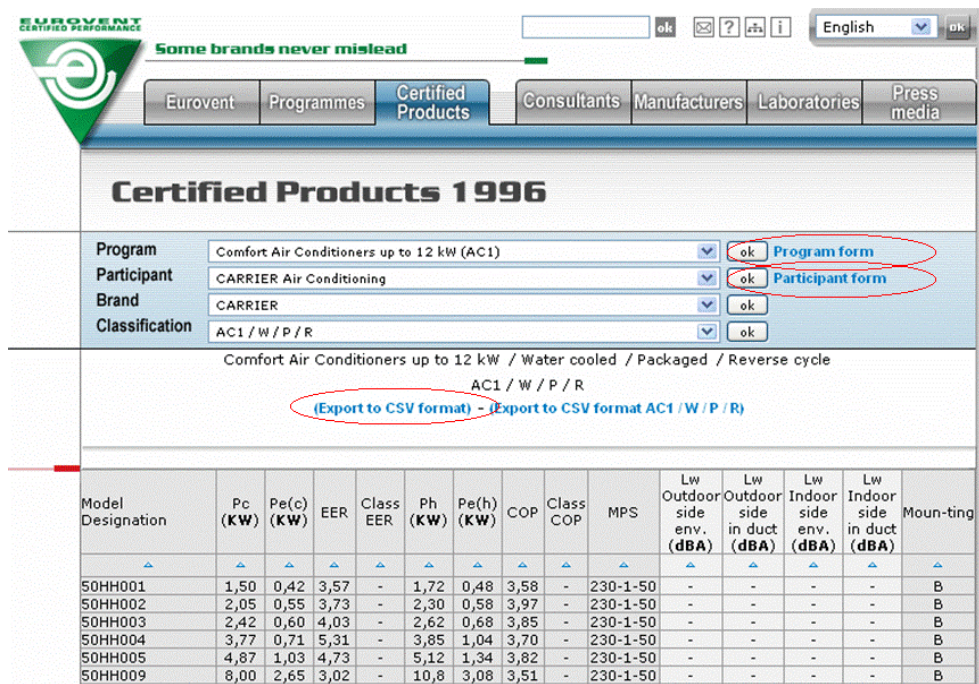 EUROVENT
CERTIFIED PERFORMANCE
Some brands never mislead
ok
? i
English
ok
Eurovent
Programmes
Certified Products
Consultants
Manufacturers
Laboratories
Press media
Certified Products 1996
Program Comfort Air Conditioners up to 12 kW (AC1) ok Program form
Participant CARRIER Air Conditioning ok Participant form
Brand CARRIER ok
Classification AC1 / W / P / R ok
Comfort Air Conditioners up to 12 kW / Water cooled / Packaged / Reverse cycle
AC1 / W / P / R
(Export to CSV format) - (Export to CSV format AC1 / W / P / R)
Model Designation Pc (KW) Pe(c) (KW) EER Class EER Ph (KW) Pe(h) (KW) COP Class COP MPS Lw Outdoor side env. (dBA) Lw Outdoor side in duct (dBA) Lw Indoor side env. (dBA) Lw Indoor side in duct (dBA) Moun-ting
50HH001 1,50 0,42 3,57 - 1,72 0,48 3,58 - 230-1-50 - - - - B
50HH002 2,05 0,55 3,73 - 2,30 0,58 3,97 - 230-1-50 - - - - B
50HH003 2,42 0,60 4,03 - 2,62 0,68 3,85 - 230-1-50 - - - - B
50HH004 3,77 0,71 5,31 - 3,85 1,04 3,70 - 230-1-50 - - - - B
50HH005 4,87 1,03 4,73 - 5,12 1,34 3,82 - 230-1-50 - - - - B
50HH009 8,00 2,65 3,02 - 10,8 3,08 3,51 - 230-1-50 - - - - B